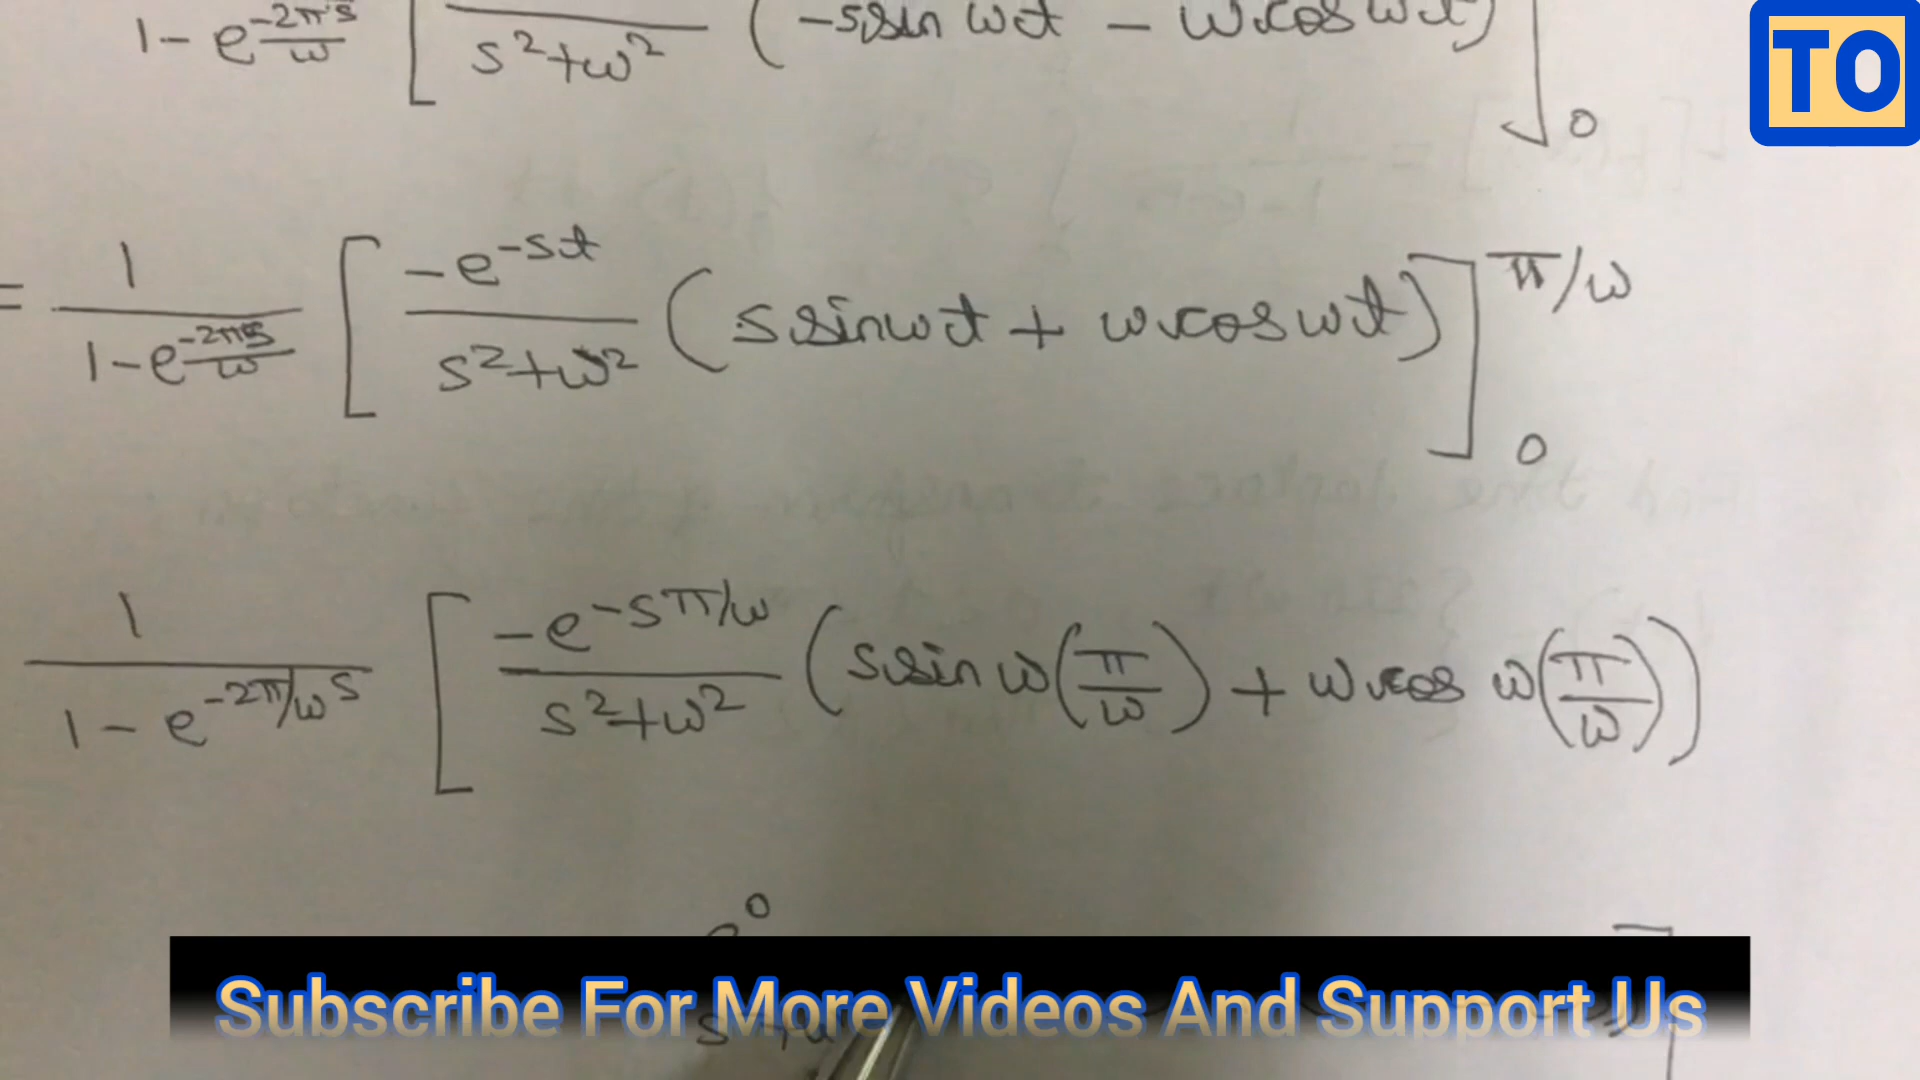 TO
1 - e^(-2πs/ω) [ / s²+ω² (-s sin ωt - ω cos ωt) ]_0
= 1 / 1-e^(-2πs/ω) [ -e^(-st) / s²+ω² (s sin ωt + ω cos ωt) ]_0^(π/ω)
1 / 1 - e^(-2π/ω s) [ -e^(-sπ/ω) / s²+ω² (s sin ω(π/ω) + ω cos ω(π/ω))
Subscribe For More Videos And Support Us